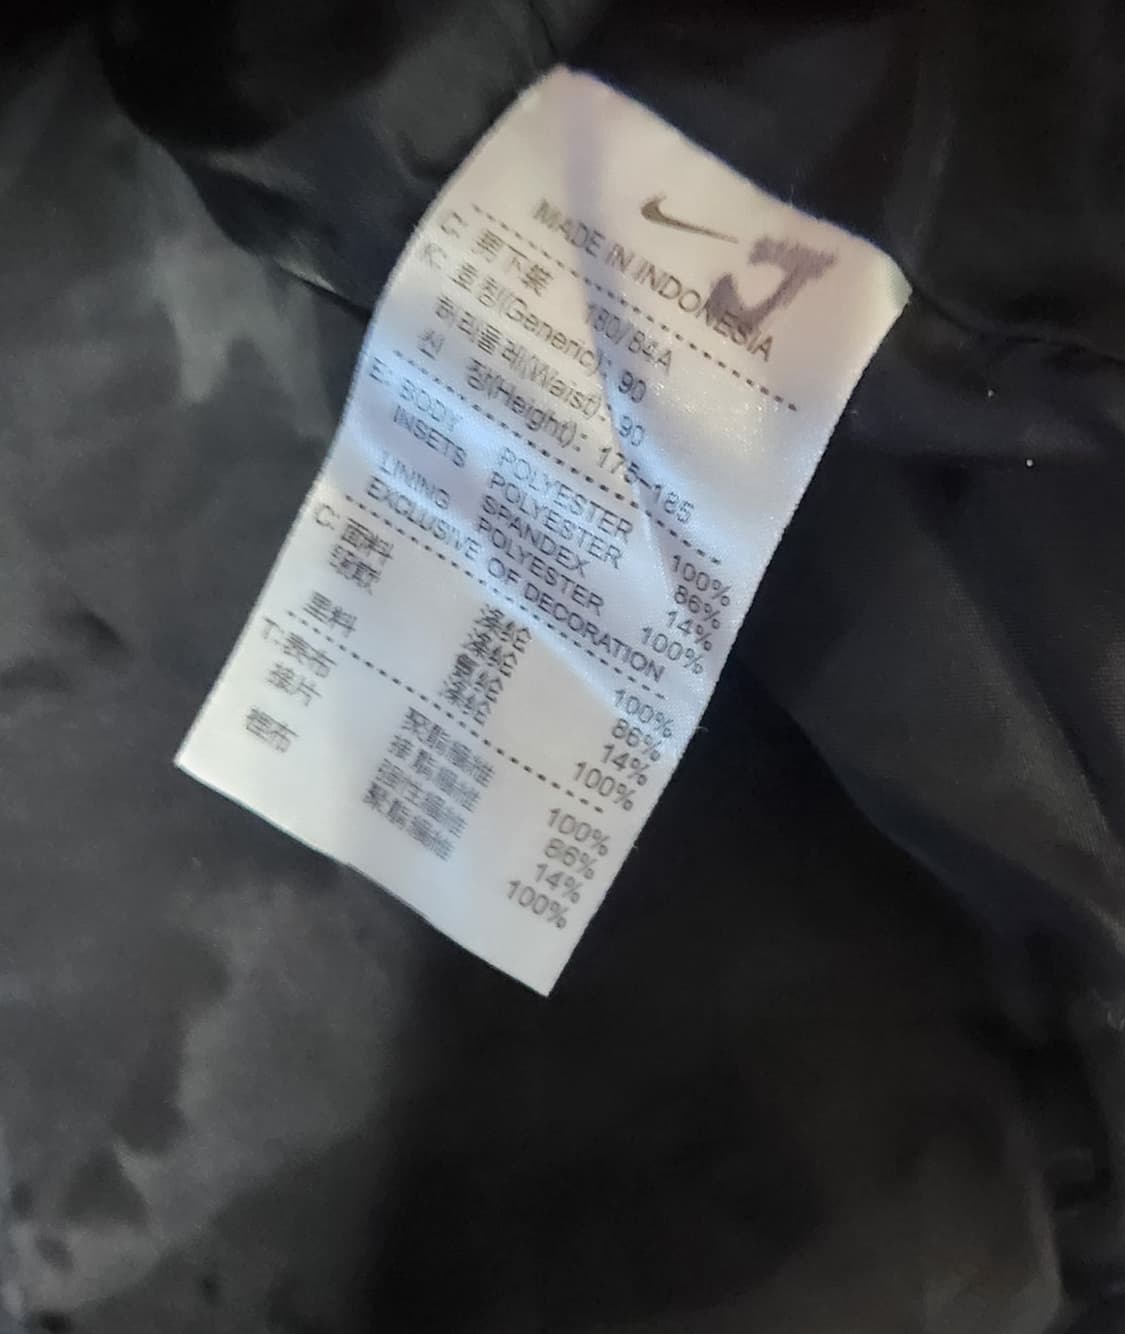 J
MADE IN INDONESIA
C: 男下装 180/84A
K: 호칭(Generic): 90
허리둘레(Waist): 90
신 장(Height): 175-185
E: BODY POLYESTER 100%
INSETS POLYESTER 86%
SPANDEX 14%
LINING POLYESTER 100%
EXCLUSIVE OF DECORATION
C: 面料 涤纶 100%
涤纶 86%
氨纶 14%
里料 涤纶 100%
T: 表布 聚酯纖維 100%
接片 聚酯纖維 86%
彈性纖維 14%
裡布 聚酯纖維 100%